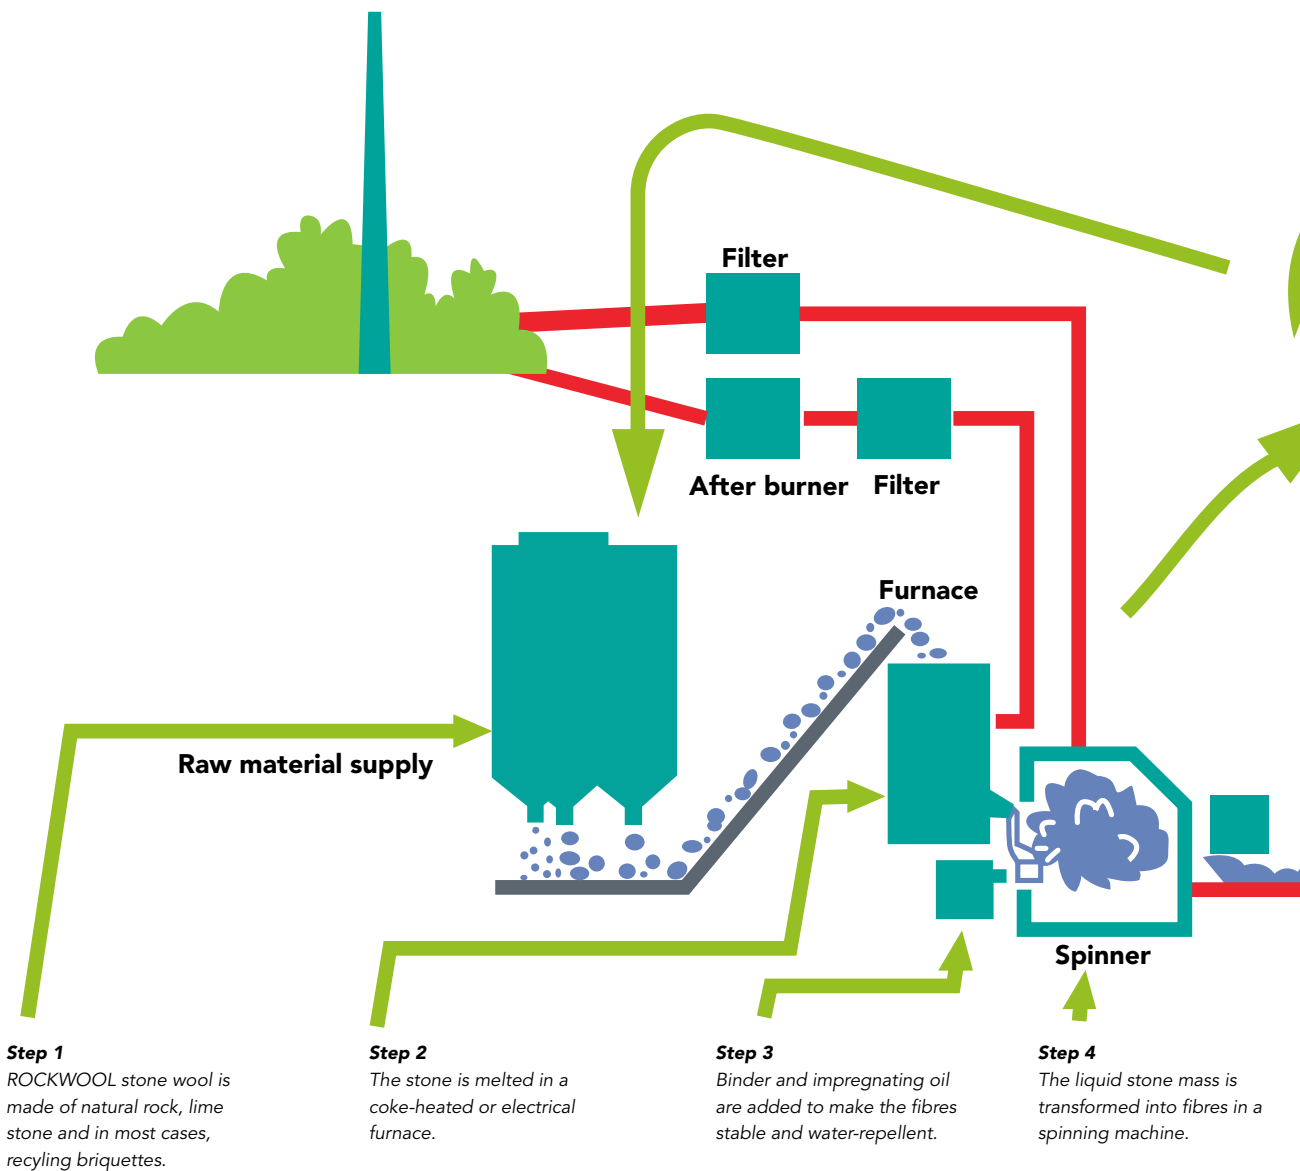 Filter
After burner
Filter
Furnace
Raw material supply
Spinner
Step 1
ROCKWOOL stone wool is
made of natural rock, lime
stone and in most cases,
recyling briquettes.
Step 2
The stone is melted in a
coke-heated or electrical
furnace.
Step 3
Binder and impregnating oil
are added to make the fibres
stable and water-repellent.
Step 4
The liquid stone mass is
transformed into fibres in a
spinning machine.